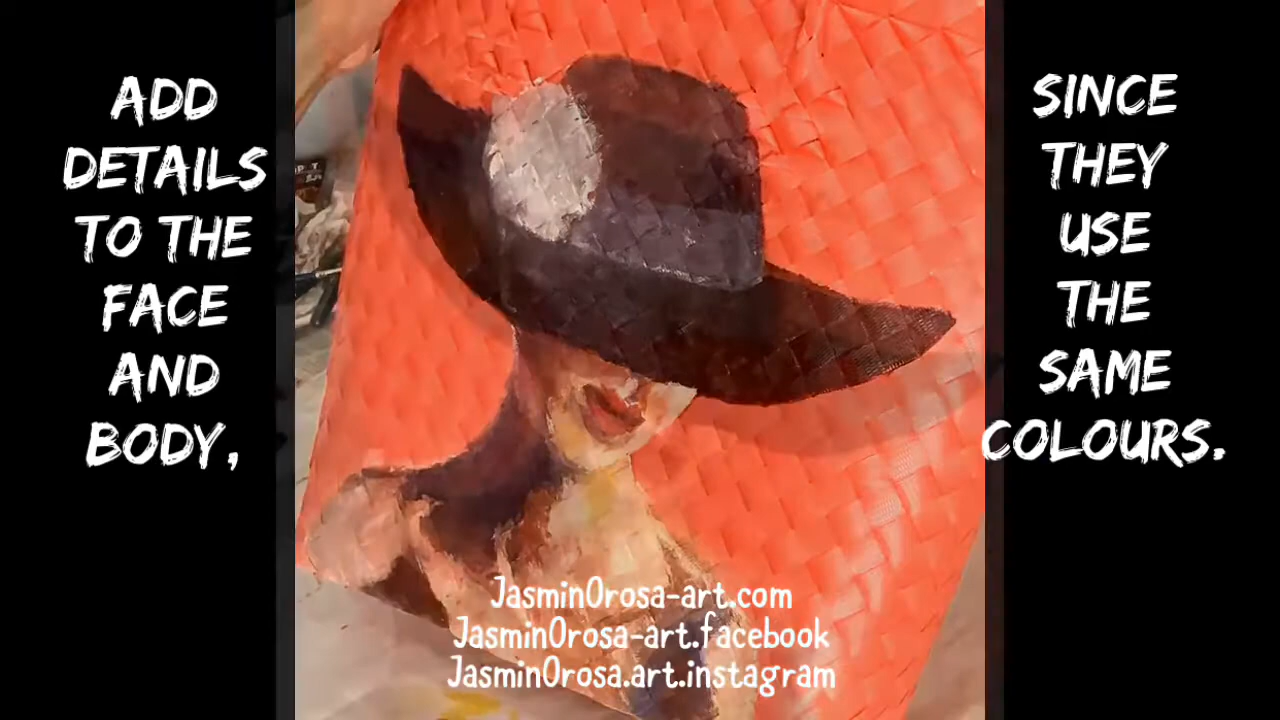 ADD
DETAILS
TO THE
FACE
AND
BODY,
SINCE
THEY
USE
THE
SAME
COLOURS.
JasminOrosa-art.com
JasminOrosa-art.facebook
JasminOrosa.art.instagram